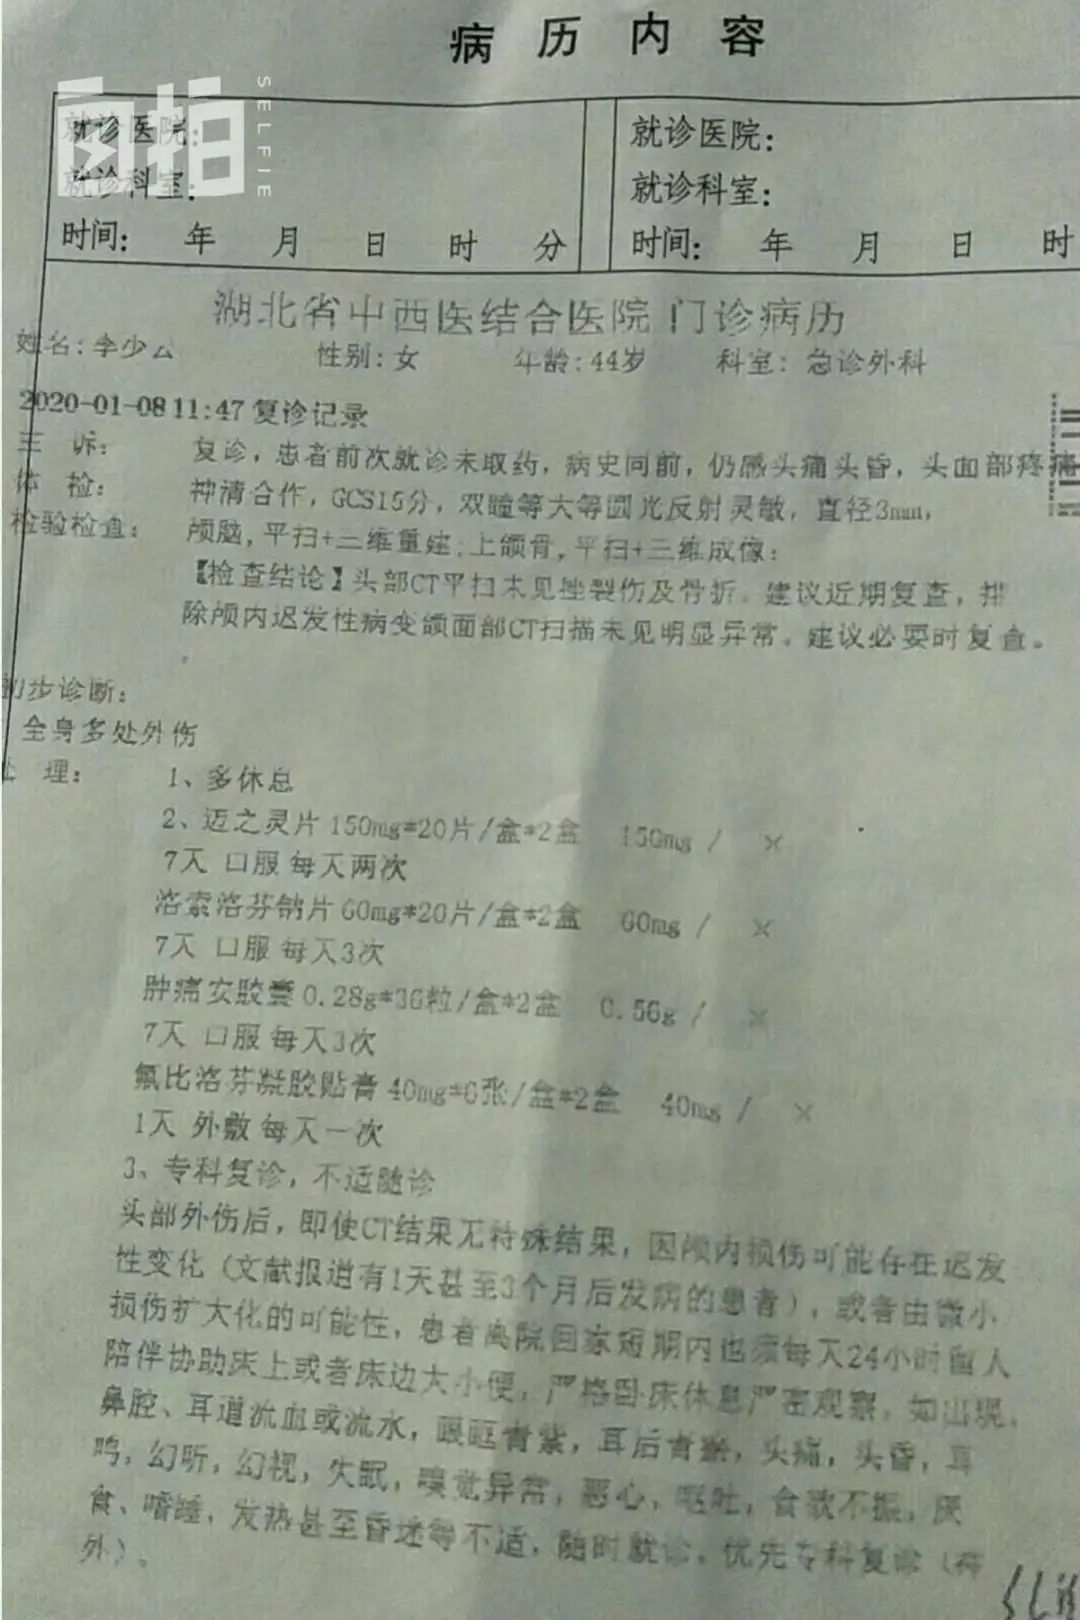 病 历 内 容
我拍
SELFIE
就诊医院： 就诊医院：
就诊科室： 就诊科室：
时间： 年 月 日 时 分 时间： 年 月 日 时
湖北省中西医结合医院 门诊病历
姓名：李少云 性别：女 年龄：44岁 科室：急诊外科
2020-01-08 11:47 复诊记录
主 诉： 复诊，患者前次就诊未取药，病史同前，仍感头痛头昏，头面部疼痛
体 检： 神清合作，GCS15分，双瞳等大等圆光反射灵敏，直径3mm，
检验检查： 颅脑，平扫+三维重建；上颌骨，平扫+三维成像：
【检查结论】头部CT平扫未见挫裂伤及骨折。建议近期复查，排
除颅内迟发性病变颌面部CT扫描未见明显异常。建议必要时复查。
初步诊断：
全身多处外伤
处 理： 1、多休息
2、迈之灵片 150mg*20片/盒*2盒 150mg / ×
7天 口服 每天两次
洛索洛芬钠片 60mg*20片/盒*2盒 60mg / ×
7天 口服 每天3次
肿痛安胶囊 0.28g*36粒/盒*2盒 0.56g / ×
7天 口服 每天3次
氟比洛芬凝胶贴膏 40mg*6张/盒*2盒 40mg / ×
1天 外敷 每天一次
3、专科复诊，不适随诊
头部外伤后，即使CT结果无特殊结果，因颅内损伤可能存在迟发
性变化（文献报道有1天甚至3个月后发病的患者），或者由微小
损伤扩大化的可能性，患者离院回家短期内也须每天24小时留人
陪伴协助床上或者床边大小便，严格卧床休息严密观察，如出现，
鼻腔、耳道流血或流水，眼眶青紫，耳后青瘀，头痛，头昏，耳
鸣，幻听，幻视，失眠，嗅觉异常，恶心，呕吐，食欲不振，厌
食、嗜睡，发热甚至昏迷等不适，随时就诊。优先专科复诊（神
外）。